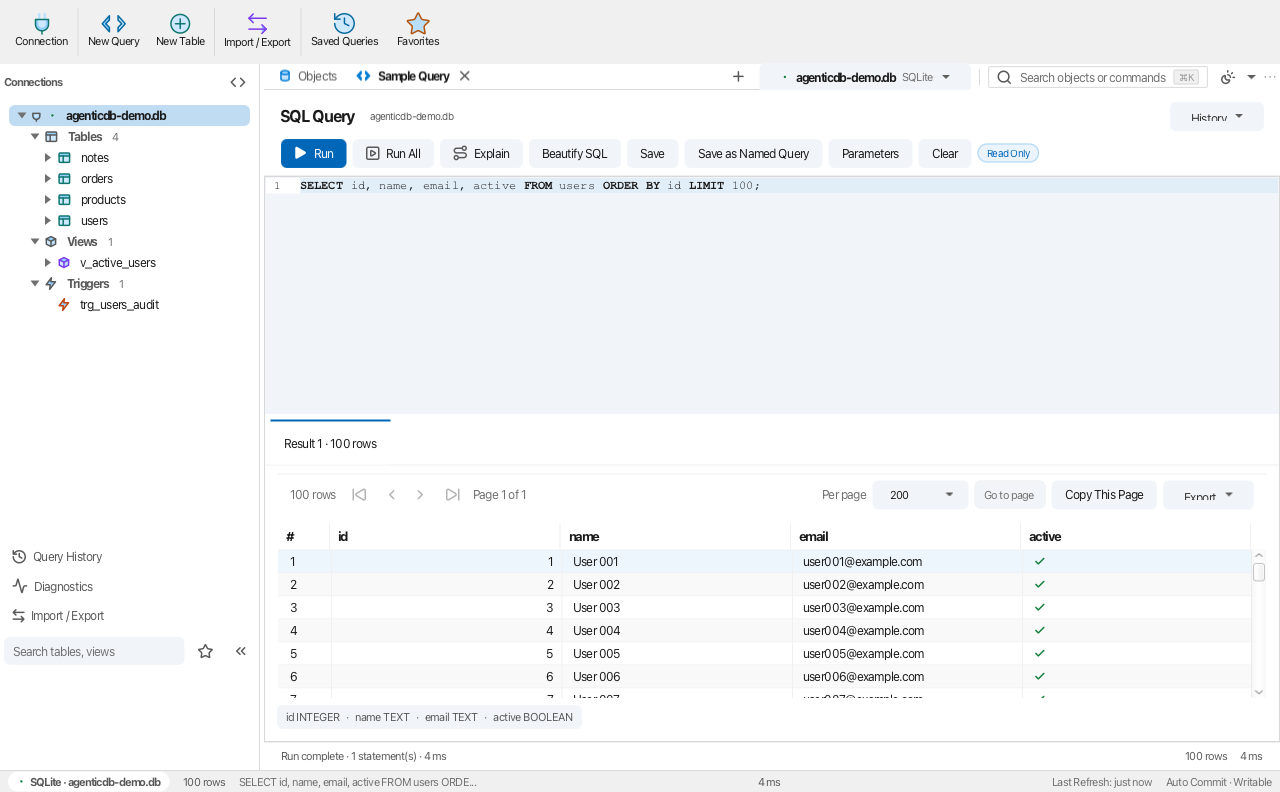 Connection
New Query
New Table
Import / Export
Saved Queries
Favorites
Connections
Objects
Sample Query
agenticdb-demo.db SQLite
Search objects or commands ⌘K
agenticdb-demo.db
Tables 4
notes
orders
products
users
Views 1
v_active_users
Triggers 1
trg_users_audit
SQL Query agenticdb-demo.db
History
Run
Run All
Explain
Beautify SQL
Save
Save as Named Query
Parameters
Clear
Read Only
1 SELECT id, name, email, active FROM users ORDER BY id LIMIT 100;
Result 1 · 100 rows
100 rows
Page 1 of 1
Per page 200
Go to page
Copy This Page
Export
# id name email active
1 1 User 001 user001@example.com
2 2 User 002 user002@example.com
3 3 User 003 user003@example.com
4 4 User 004 user004@example.com
5 5 User 005 user005@example.com
6 6 User 006 user006@example.com
7 7 User 007 user007@example.com
id INTEGER · name TEXT · email TEXT · active BOOLEAN
Run complete · 1 statement(s) · 4 ms
100 rows 4 ms
Query History
Diagnostics
Import / Export
Search tables, views
SQLite · agenticdb-demo.db
100 rows
SELECT id, name, email, active FROM users ORDE...
4 ms
Last Refresh: just now
Auto Commit · Writable